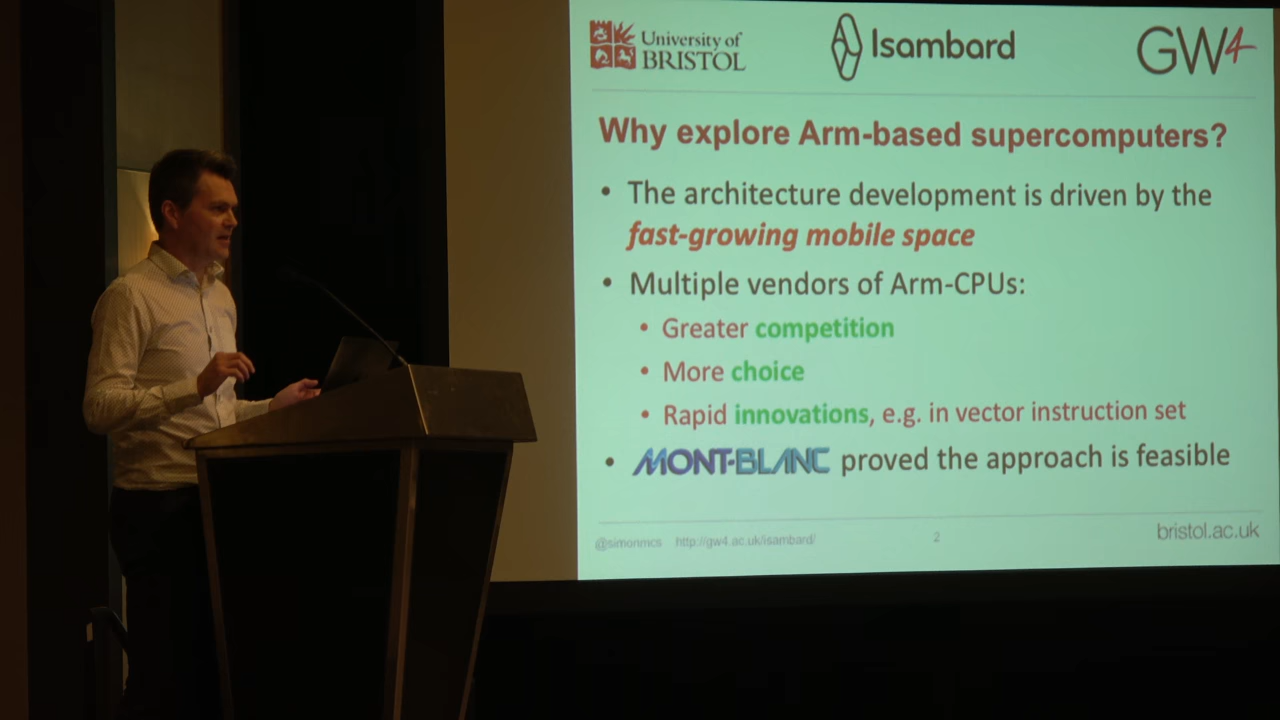 University of
BRISTOL
Isambard
GW4
Why explore Arm-based supercomputers?
• The architecture development is driven by the
fast-growing mobile space
• Multiple vendors of Arm-CPUs:
• Greater competition
• More choice
• Rapid innovations, e.g. in vector instruction set
• MONT-BLANC proved the approach is feasible
@simonmcs http://gw4.ac.uk/isambard/
2
bristol.ac.uk